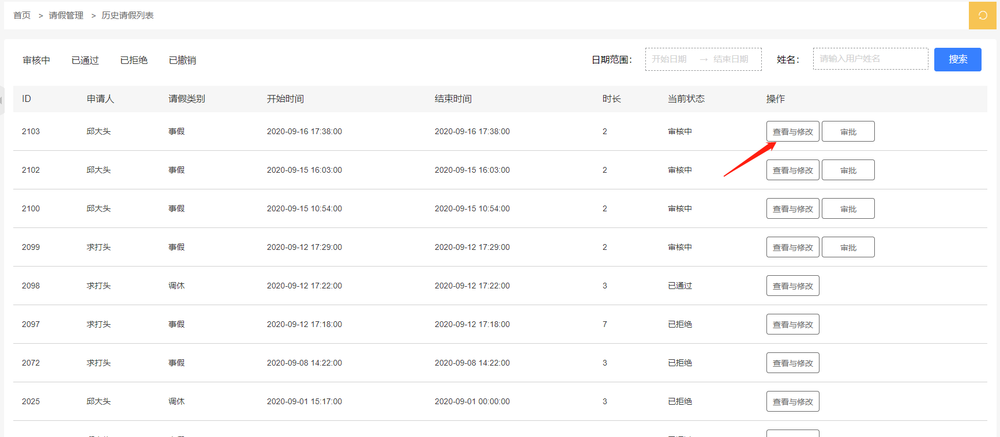 首页 > 请假管理 > 历史请假列表
审核中 已通过 已拒绝 已撤销 日期范围： 开始日期 → 结束日期 姓名： 请输入用户姓名 搜索
ID 申请人 请假类别 开始时间 结束时间 时长 当前状态 操作
2103 邱大头 事假 2020-09-16 17:38:00 2020-09-16 17:38:00 2 审核中 查看与修改 审批
2102 邱大头 事假 2020-09-15 16:03:00 2020-09-15 16:03:00 2 审核中 查看与修改 审批
2100 邱大头 事假 2020-09-15 10:54:00 2020-09-15 10:54:00 2 审核中 查看与修改 审批
2099 求打头 事假 2020-09-12 17:29:00 2020-09-12 17:29:00 2 审核中 查看与修改 审批
2098 求打头 调休 2020-09-12 17:22:00 2020-09-12 17:22:00 3 已通过 查看与修改
2097 求打头 事假 2020-09-12 17:18:00 2020-09-12 17:18:00 7 已拒绝 查看与修改
2072 求打头 事假 2020-09-08 14:22:00 2020-09-08 14:22:00 3 已拒绝 查看与修改
2025 邱大头 调休 2020-09-01 15:17:00 2020-09-01 00:00:00 3 已拒绝 查看与修改